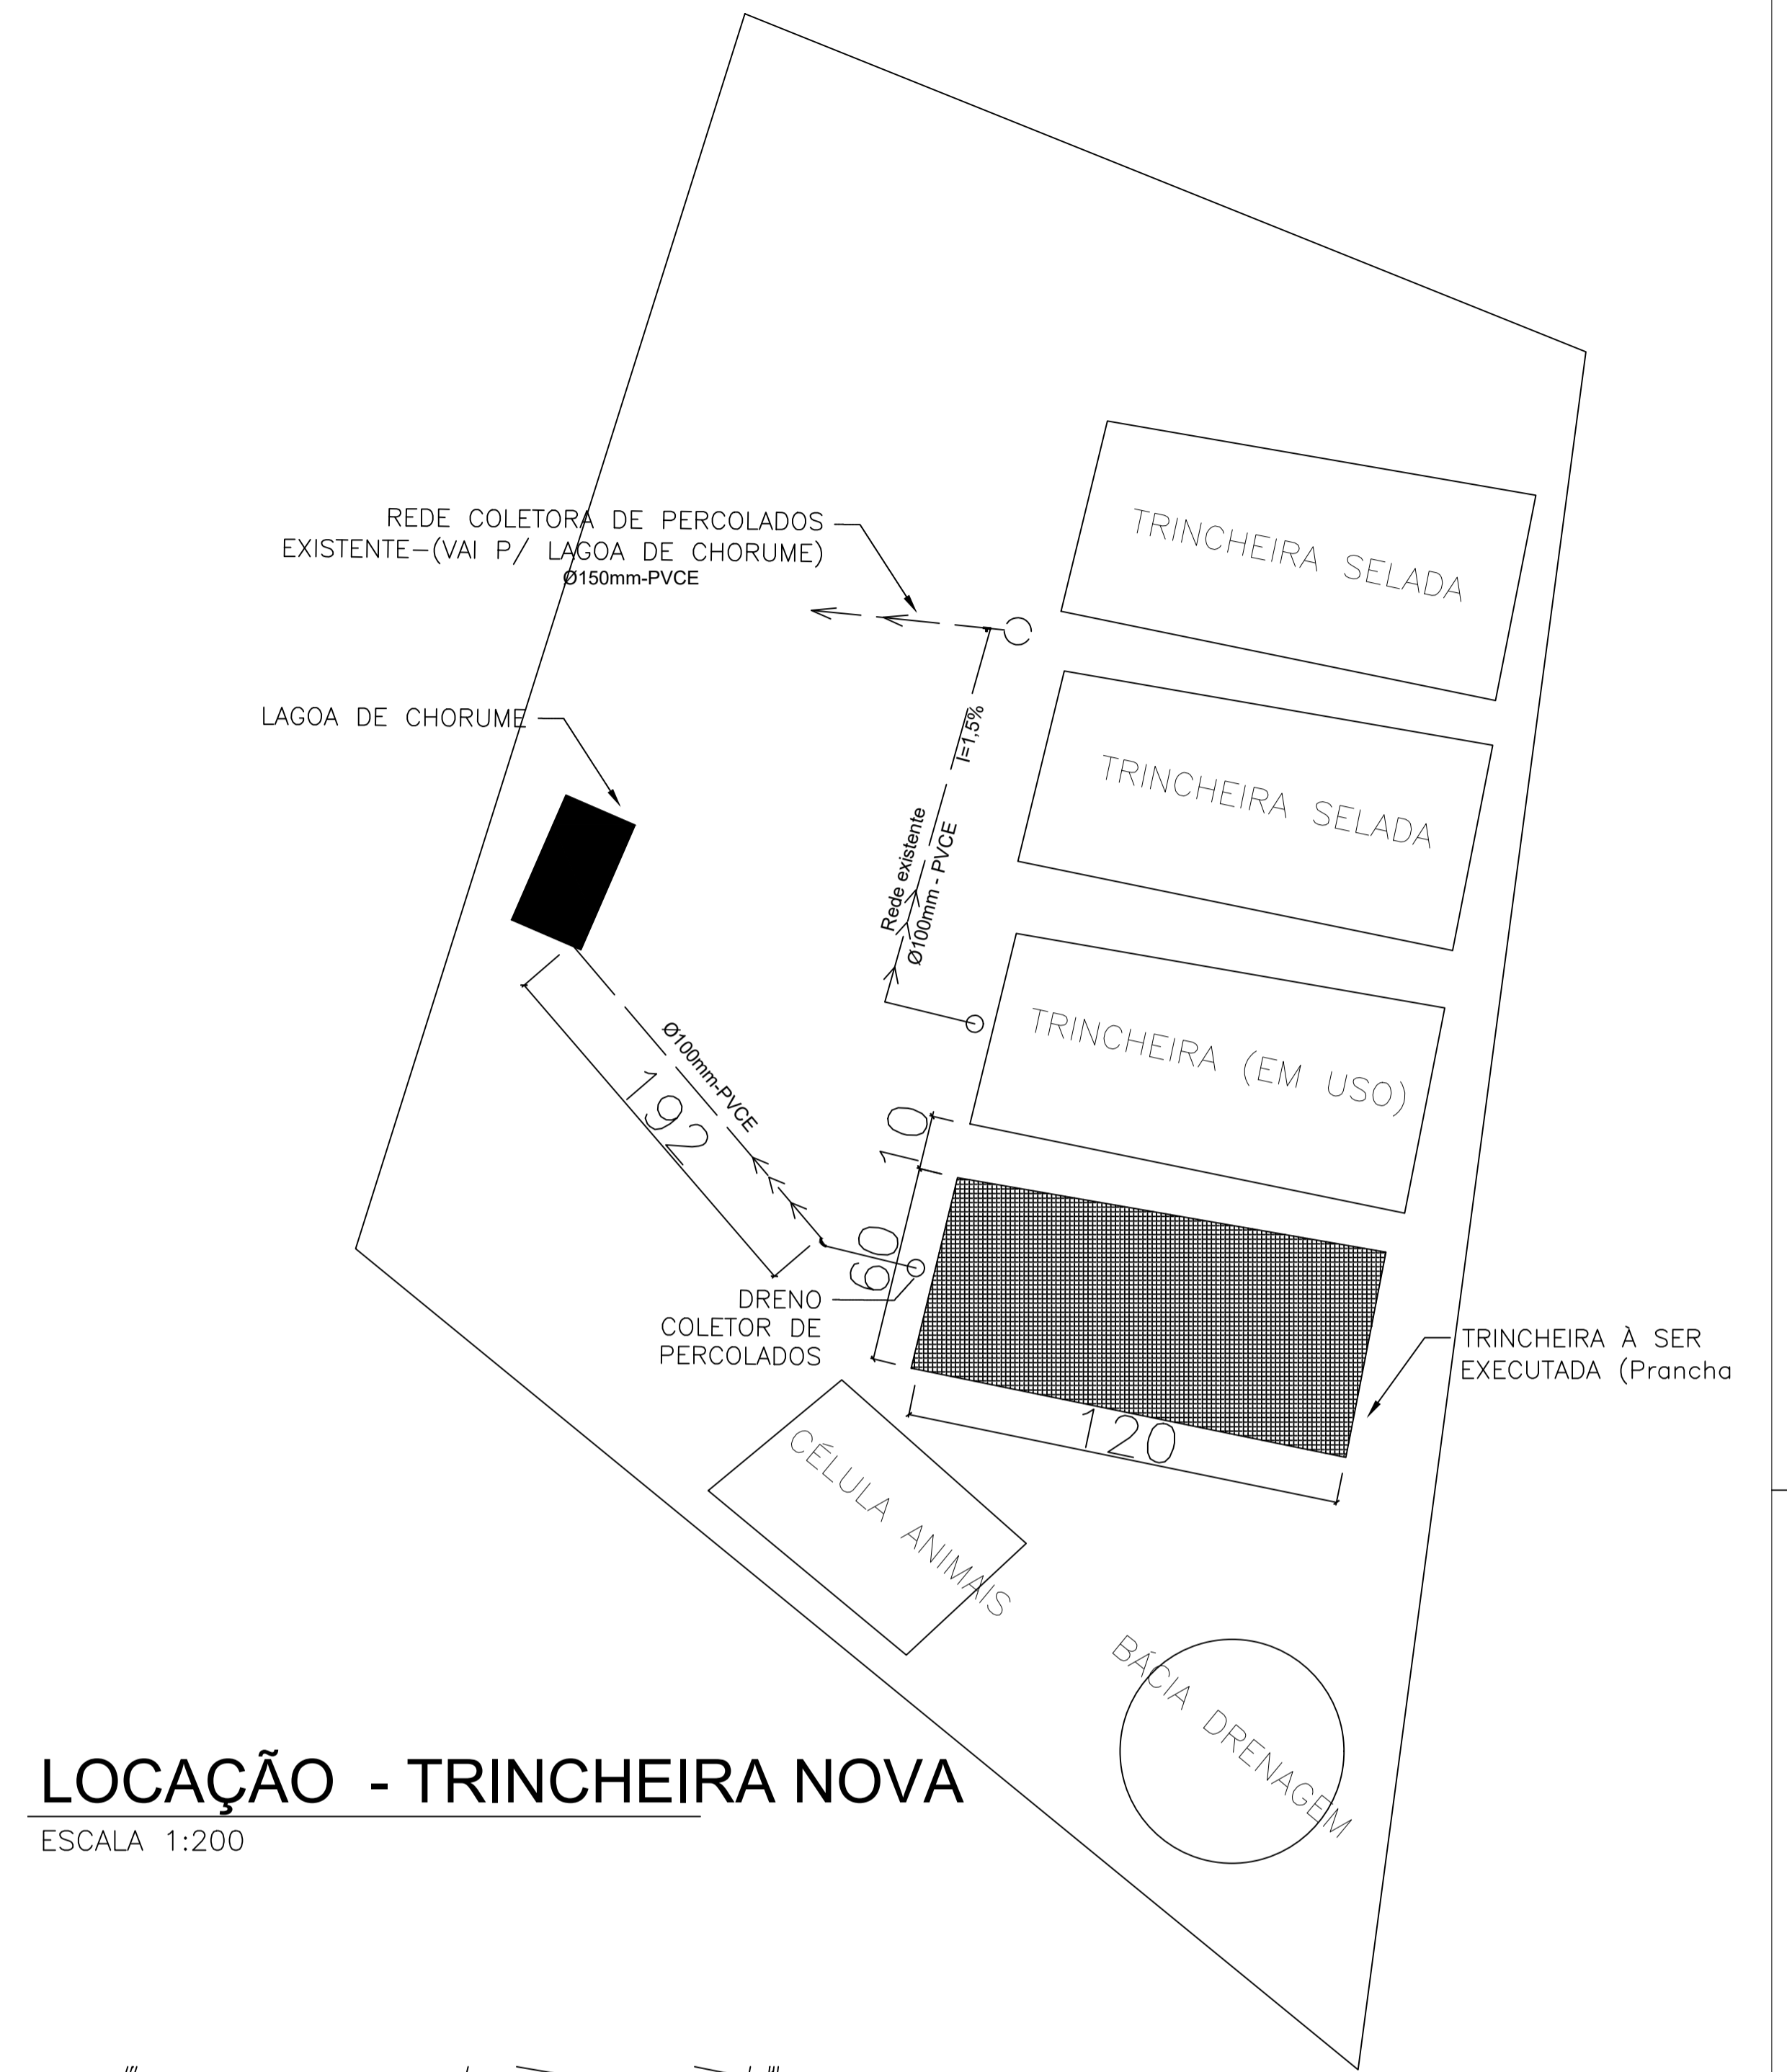 TRINCHEIRA SELADA
REDE COLETORA DE PERCOLADOS
EXISTENTE-(VAI P/ LAGOA DE CHORUME)
Ø150mm-PVCE
LAGOA DE CHORUME
I=1,5%
TRINCHEIRA SELADA
Rede existente
Ø100mm - PVCE
TRINCHEIRA (EM USO)
Ø100mm-PVCE
192
10
60
DRENO
COLETOR DE
PERCOLADOS
TRINCHEIRA À SER
EXECUTADA (Prancha
120
CÉLULA ANIMAIS
BÁCIA DRENAGEM
LOCAÇÃO - TRINCHEIRA NOVA
ESCALA 1:200